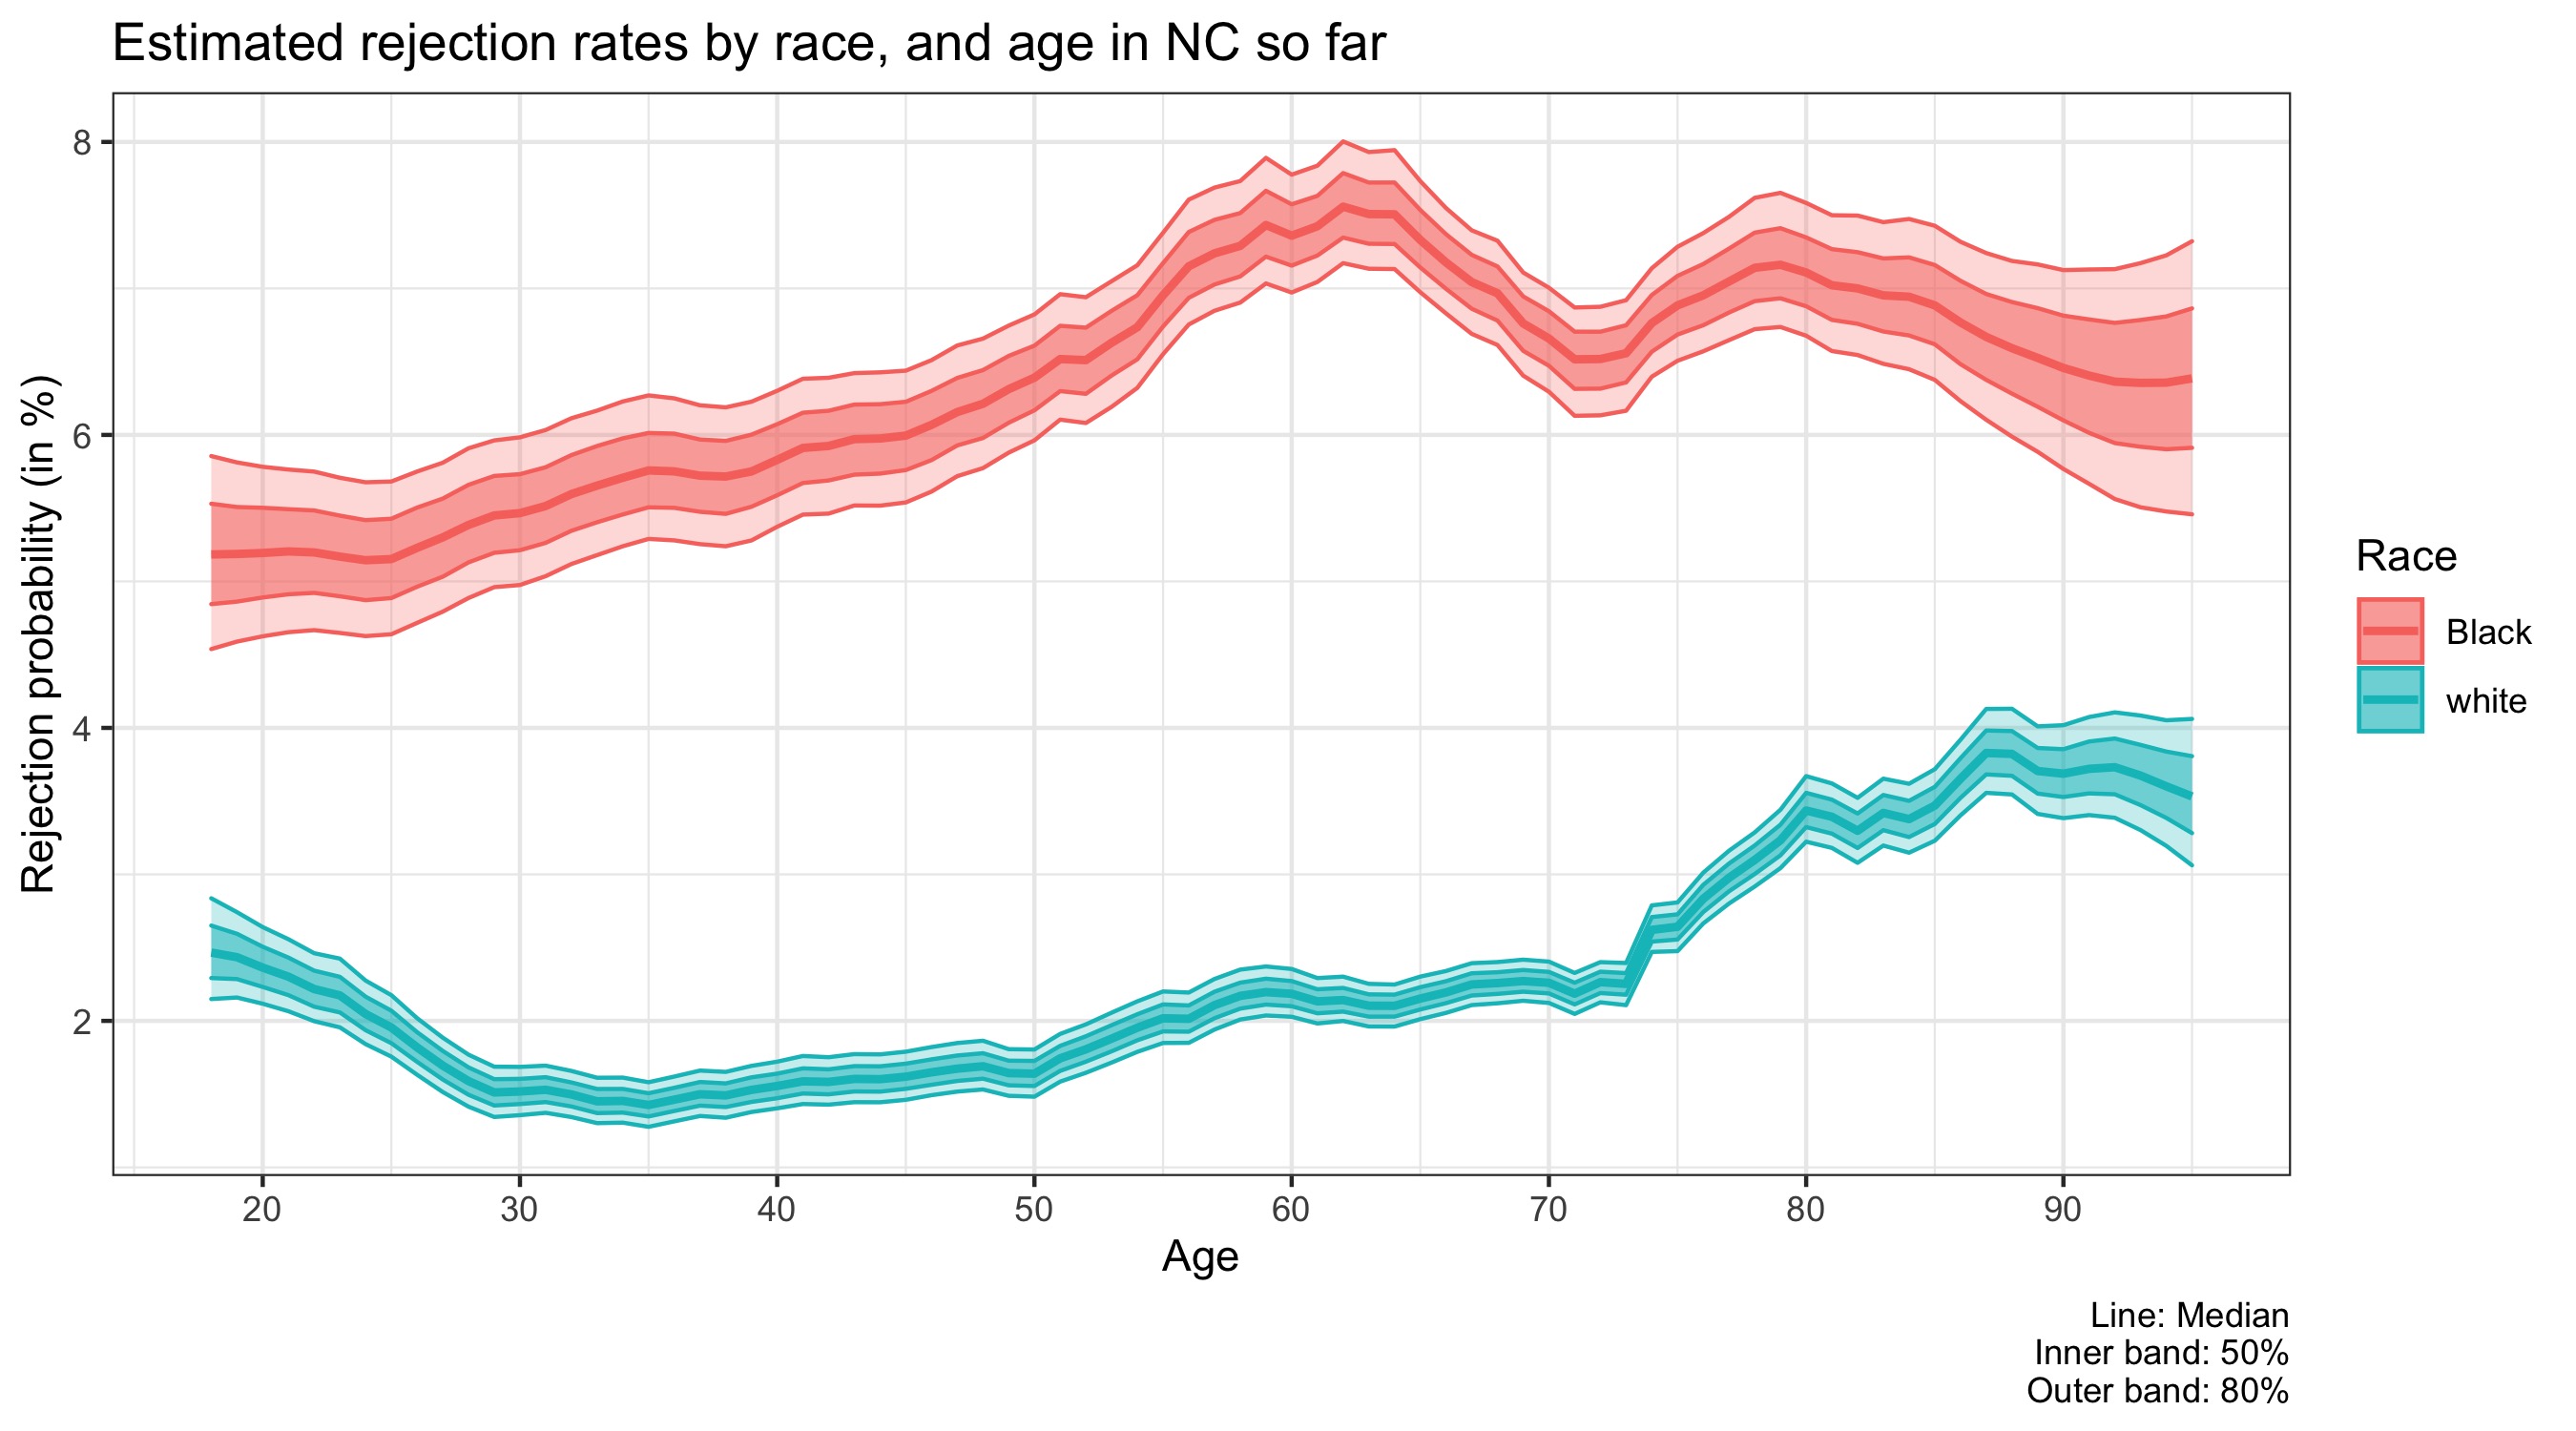 Estimated rejection rates by race, and age in NC so far
Rejection probability (in %)
8
6
4
2
20 30 40 50 60 70 80 90
Age
Race
Black
white
Line: Median
Inner band: 50%
Outer band: 80%